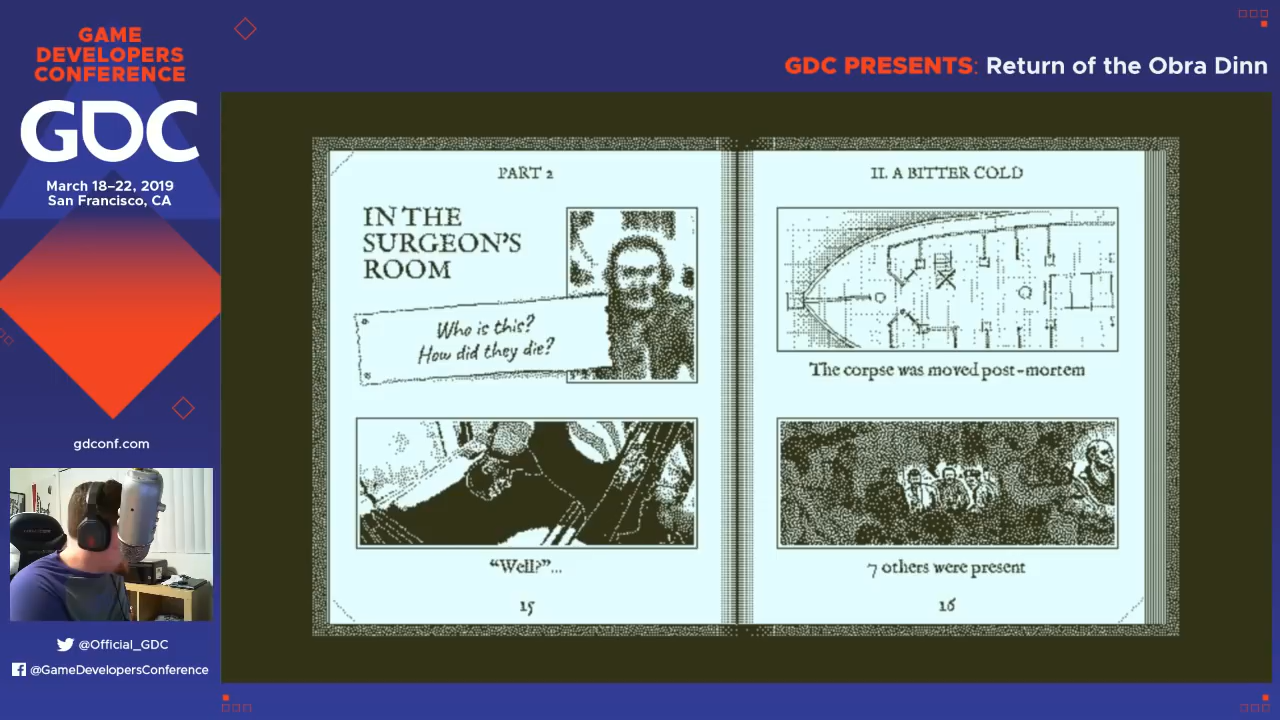 GAME
DEVELOPERS
CONFERENCE
GDC
March 18–22, 2019
San Francisco, CA
gdconf.com
@Official_GDC
@GameDevelopersConference
GDC PRESENTS: Return of the Obra Dinn
PART 2
IN THE
SURGEON'S
ROOM
Who is this?
How did they die?
"Well?"...
15
II. A BITTER COLD
The corpse was moved post-mortem
7 others were present
16